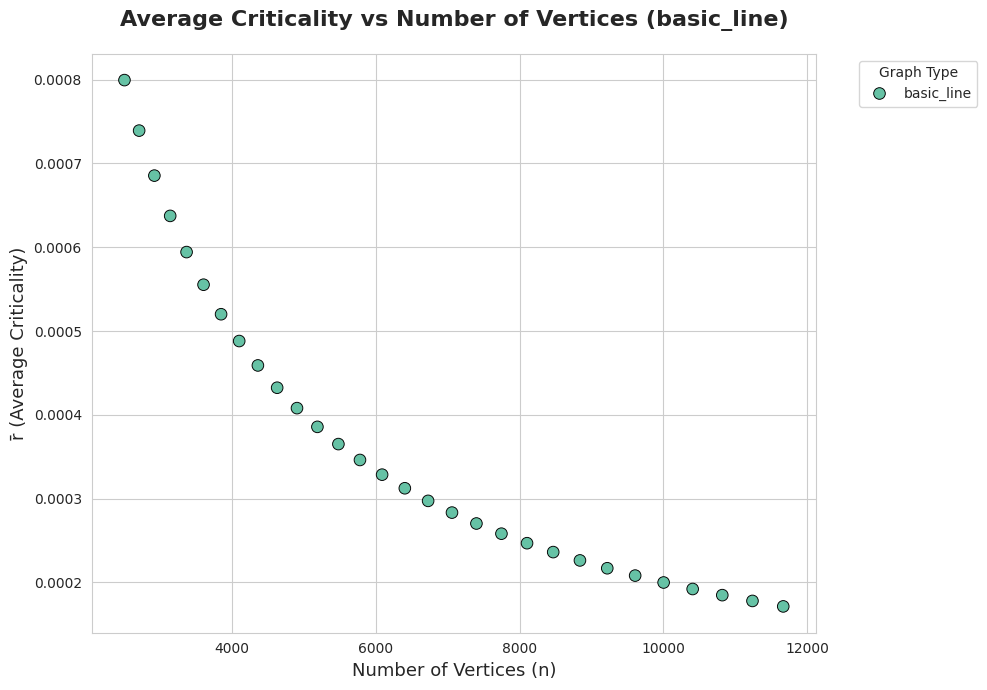 Average Criticality vs Number of Vertices (basic_line)
Graph Type
basic_line
r̄ (Average Criticality)
0.0008
0.0007
0.0006
0.0005
0.0004
0.0003
0.0002
4000 6000 8000 10000 12000
Number of Vertices (n)